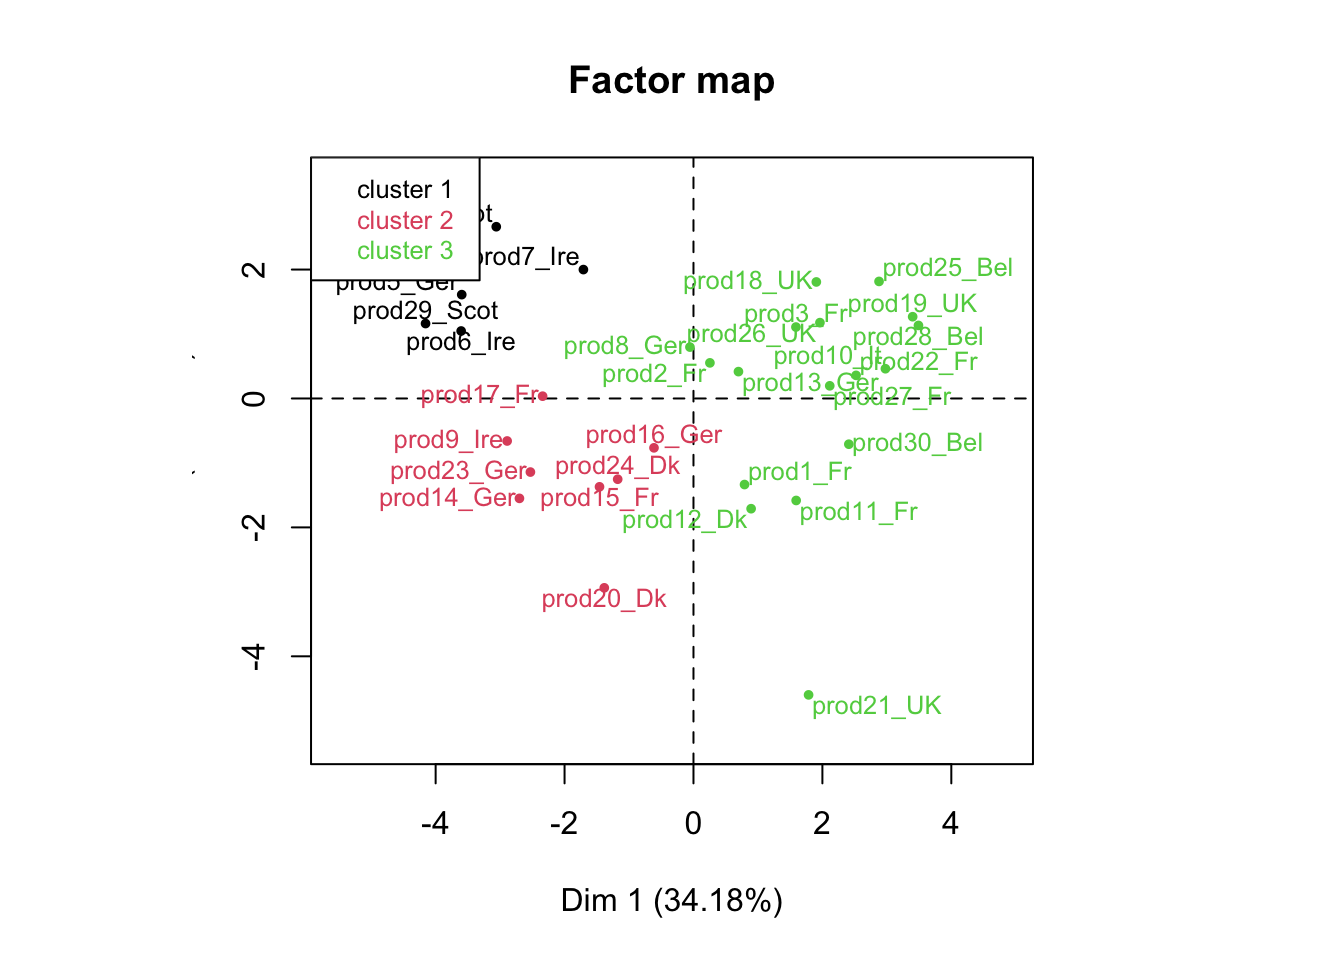 Factor map
cluster 1
cluster 2
cluster 3
prod7_Ire
prod5_Ger
prod29_Scot
prod6_Ire
prod18_UK
prod25_Bel
prod19_UK
prod3_Fr
prod26_UK
prod28_Bel
prod8_Ger
prod10_It
prod22_Fr
prod2_Fr
prod13_Ger
prod27_Fr
prod17_Fr
prod9_Ire
prod16_Ger
prod30_Bel
prod23_Ger
prod24_Dk
prod1_Fr
prod14_Ger
prod15_Fr
prod12_Dk
prod11_Fr
prod20_Dk
prod21_UK
2
0
-2
-4
-4 -2 0 2 4
Dim 1 (34.18%)